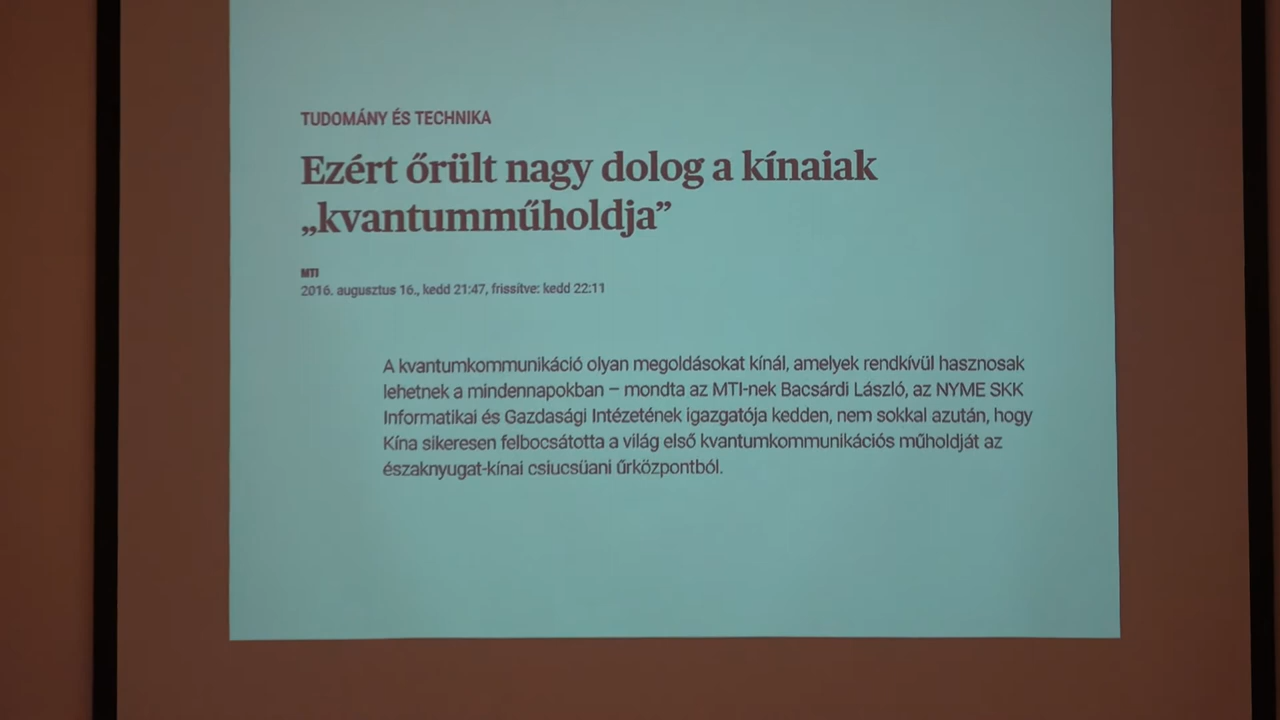 TUDOMÁNY ÉS TECHNIKA
Ezért őrült nagy dolog a kínaiak
„kvantumműholdja”
MTI
2016. augusztus 16., kedd 21:47, frissítve: kedd 22:11
A kvantumkommunikáció olyan megoldásokat kínál, amelyek rendkívül hasznosak
lehetnek a mindennapokban – mondta az MTI-nek Bacsárdi László, az NYME SKK
Informatikai és Gazdasági Intézetének igazgatója kedden, nem sokkal azután, hogy
Kína sikeresen felbocsátotta a világ első kvantumkommunikációs műholdját az
északnyugat-kínai csiucsüani űrközpontból.